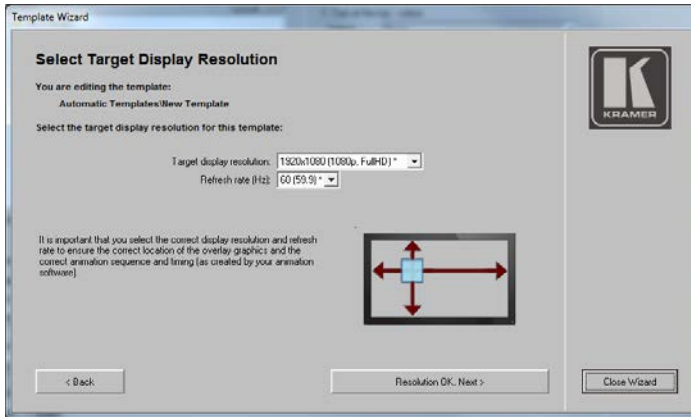 Template Wizard
Select Target Display Resolution
You are editing the template:
Automatic Templates\New Template
Select the target display resolution for this template:
Target display resolution: 1920x1080 (1080p, FullHD) *
Refresh rate (Hz): 60 (59.9) *
It is important that you select the correct display resolution and refresh
rate to ensure the correct location of the overlay graphics and the
correct animation sequence and timing (as created by your animation
software).
KRAMER
< Back
Resolution OK, Next >
Close Wizard